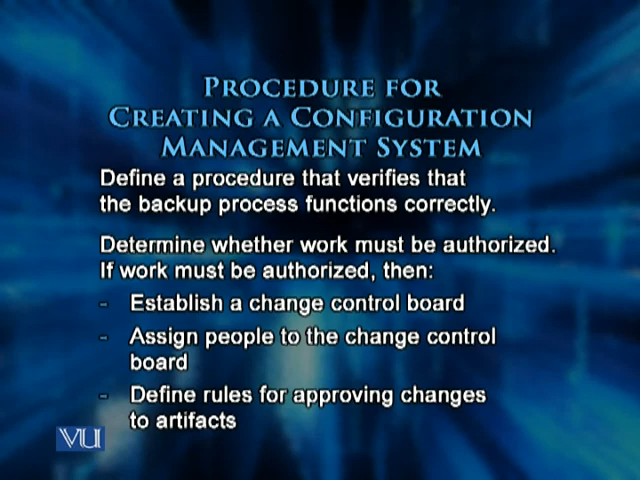 PROCEDURE FOR
CREATING A CONFIGURATION
MANAGEMENT SYSTEM
Define a procedure that verifies that
the backup process functions correctly.
Determine whether work must be authorized.
If work must be authorized, then:
- Establish a change control board
- Assign people to the change control
board
- Define rules for approving changes
to artifacts
VU